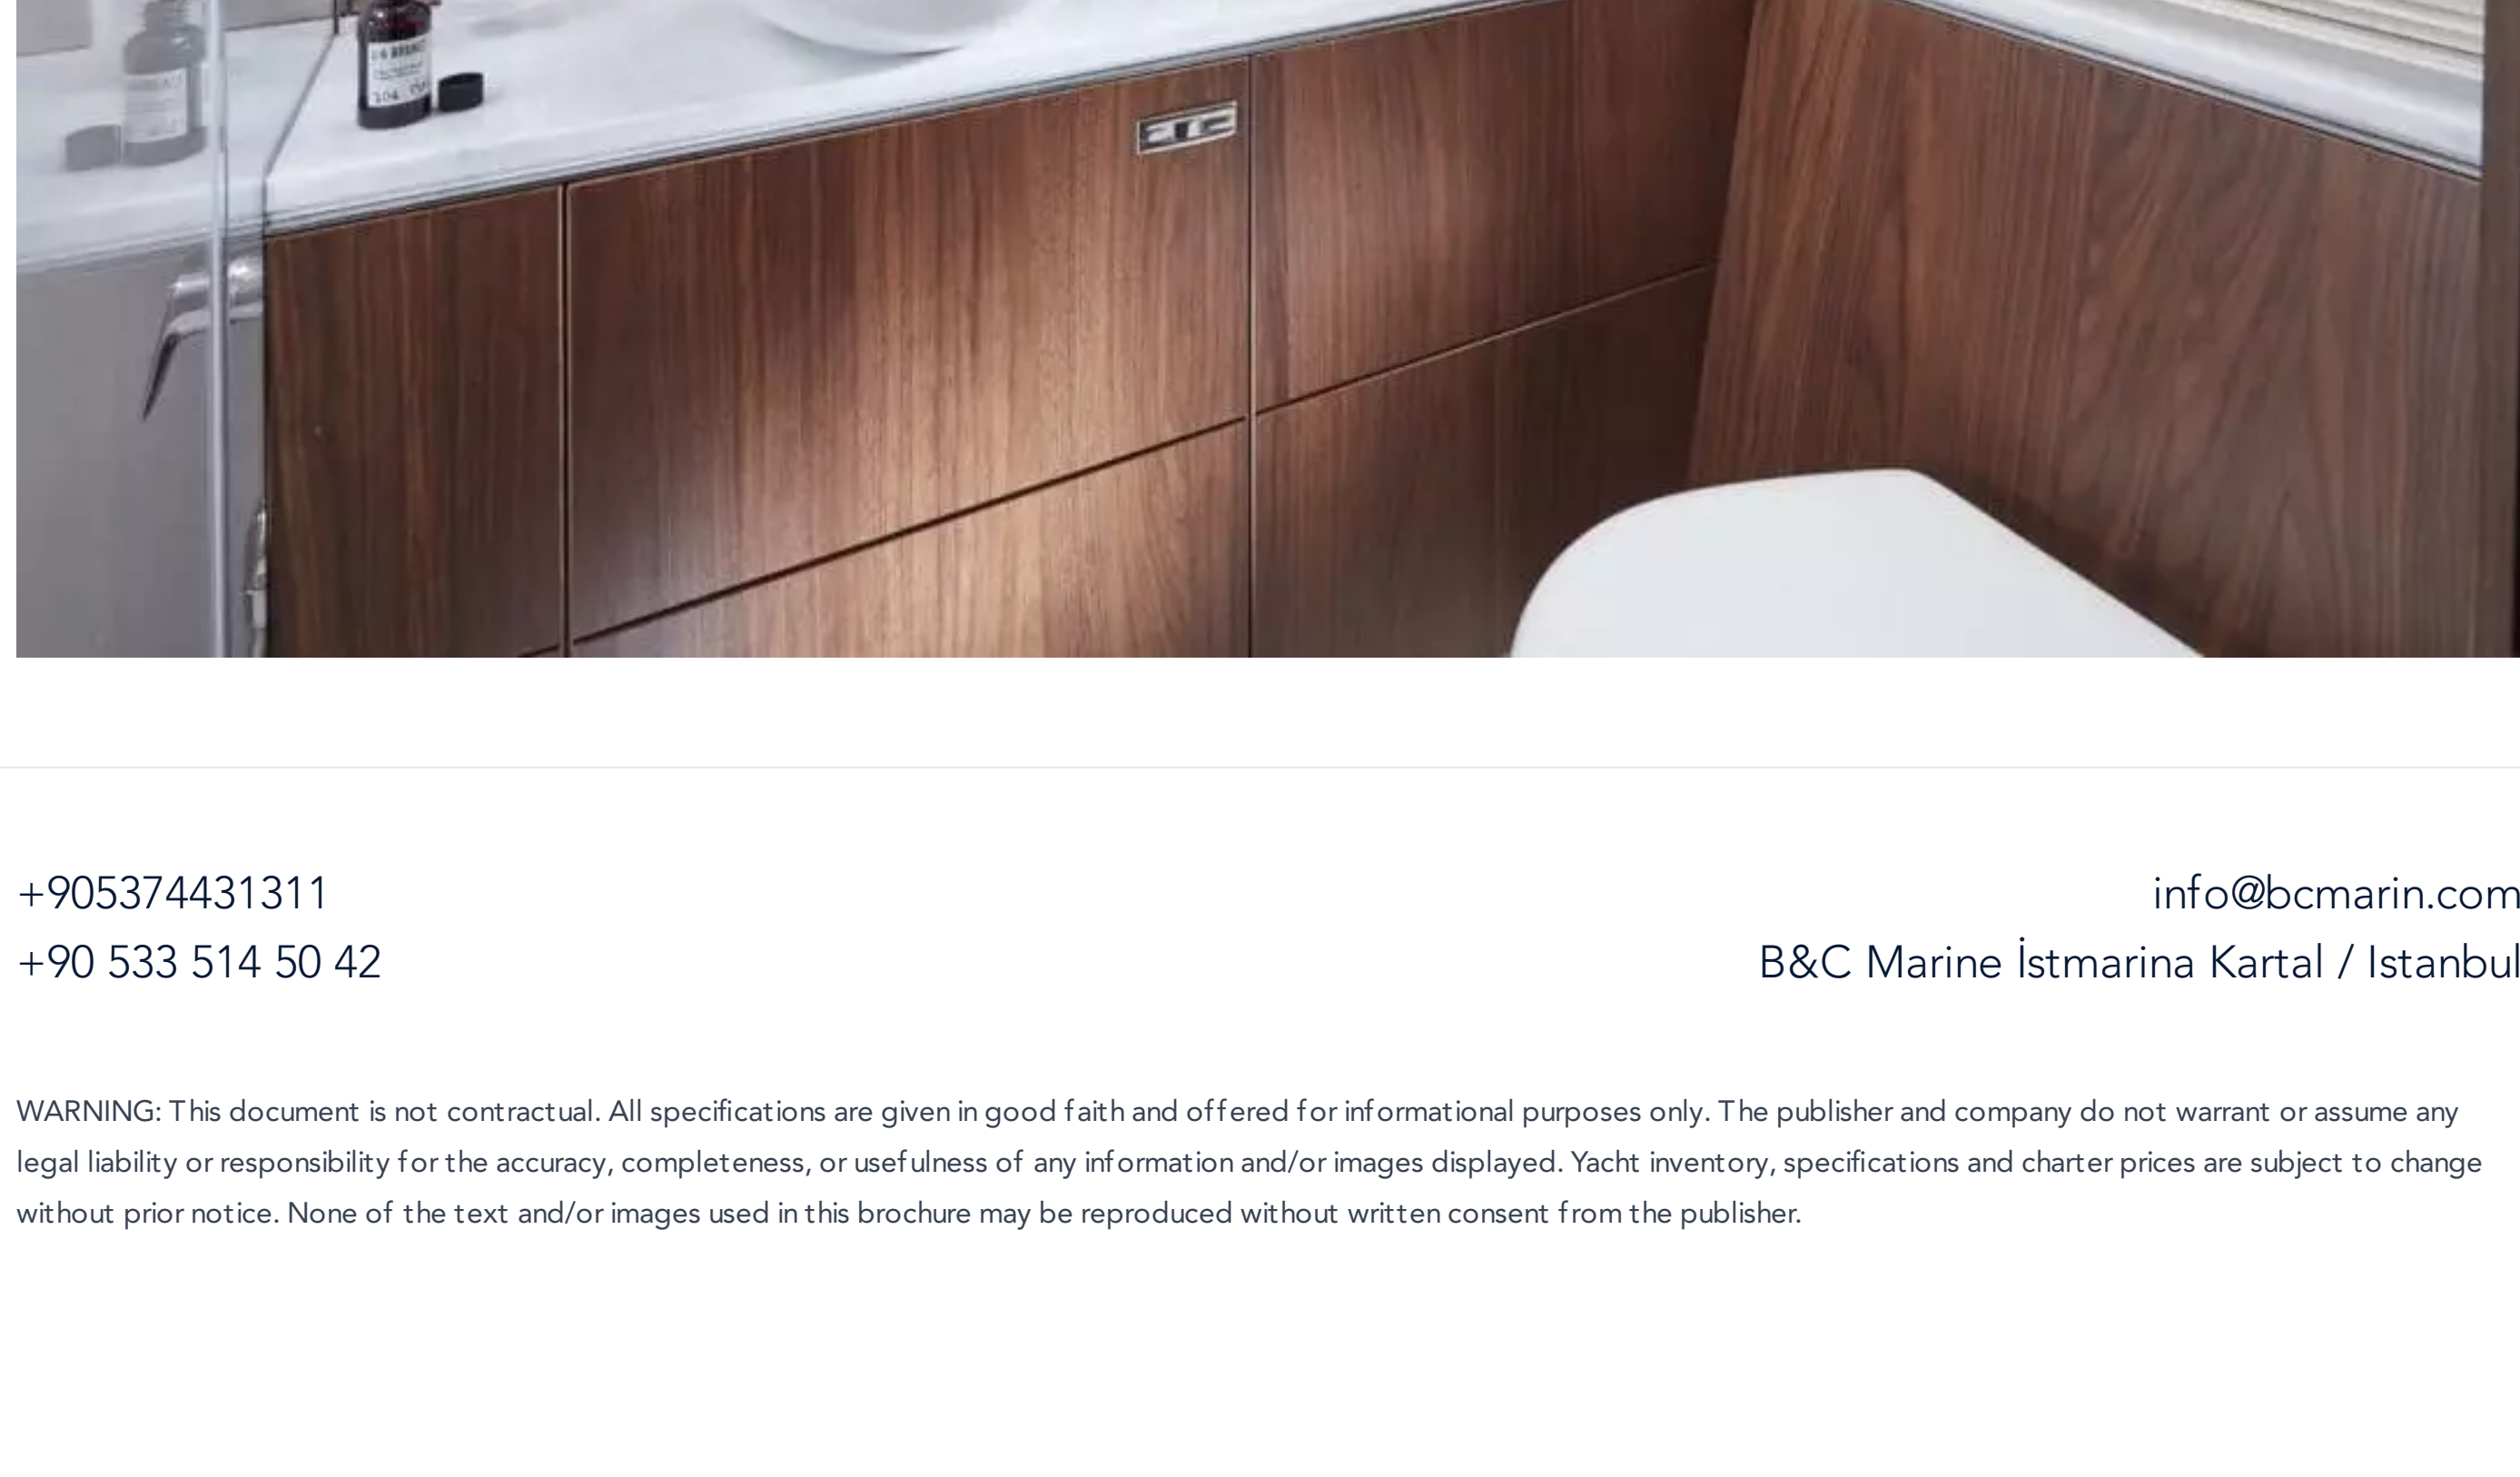 +905374431311
info@bcmarin.com
+90 533 514 50 42
B&C Marine İstmarina Kartal / Istanbul
WARNING: This document is not contractual. All specifications are given in good faith and offered for informational purposes only. The publisher and company do not warrant or assume any
legal liability or responsibility for the accuracy, completeness, or usefulness of any information and/or images displayed. Yacht inventory, specifications and charter prices are subject to change
without prior notice. None of the text and/or images used in this brochure may be reproduced without written consent from the publisher.